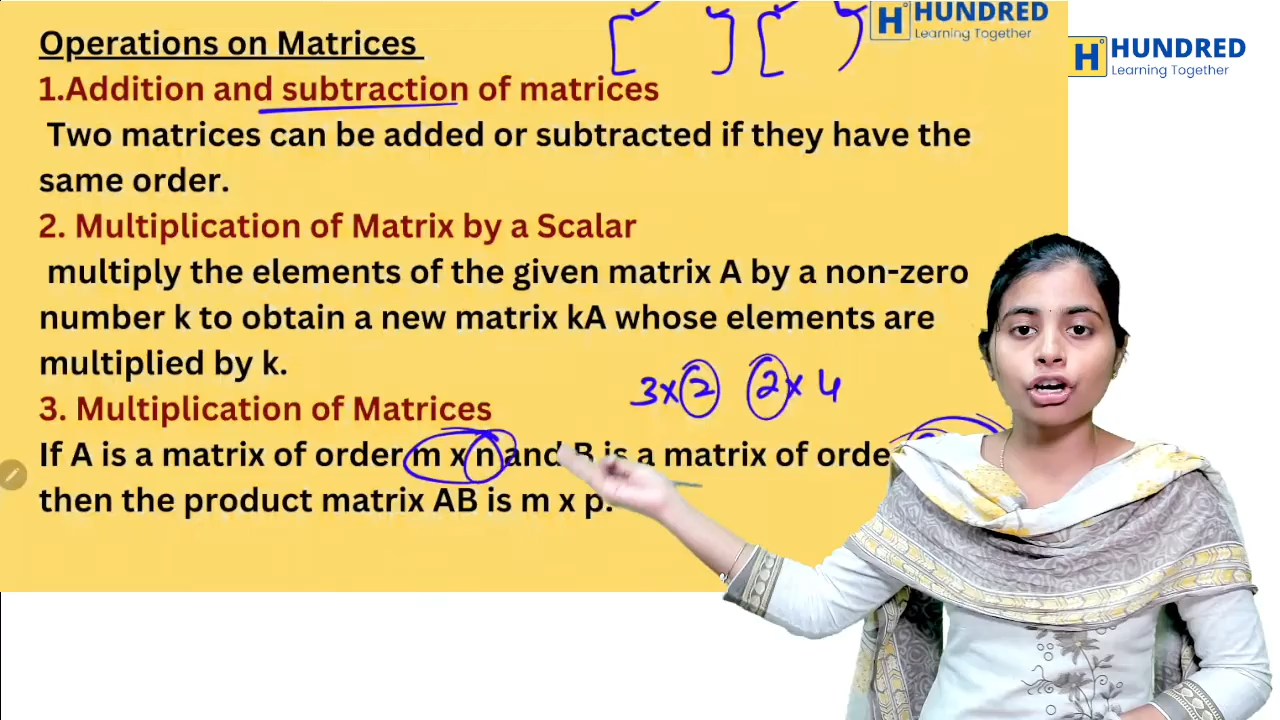 HUNDRED
Learning Together
HUNDRED
Learning Together
Operations on Matrices
1.Addition and subtraction of matrices
Two matrices can be added or subtracted if they have the
same order.
2. Multiplication of Matrix by a Scalar
multiply the elements of the given matrix A by a non-zero
number k to obtain a new matrix kA whose elements are
multiplied by k.
3x2 2x4
3. Multiplication of Matrices
If A is a matrix of order m x n and B is a matrix of orde
then the product matrix AB is m x p.